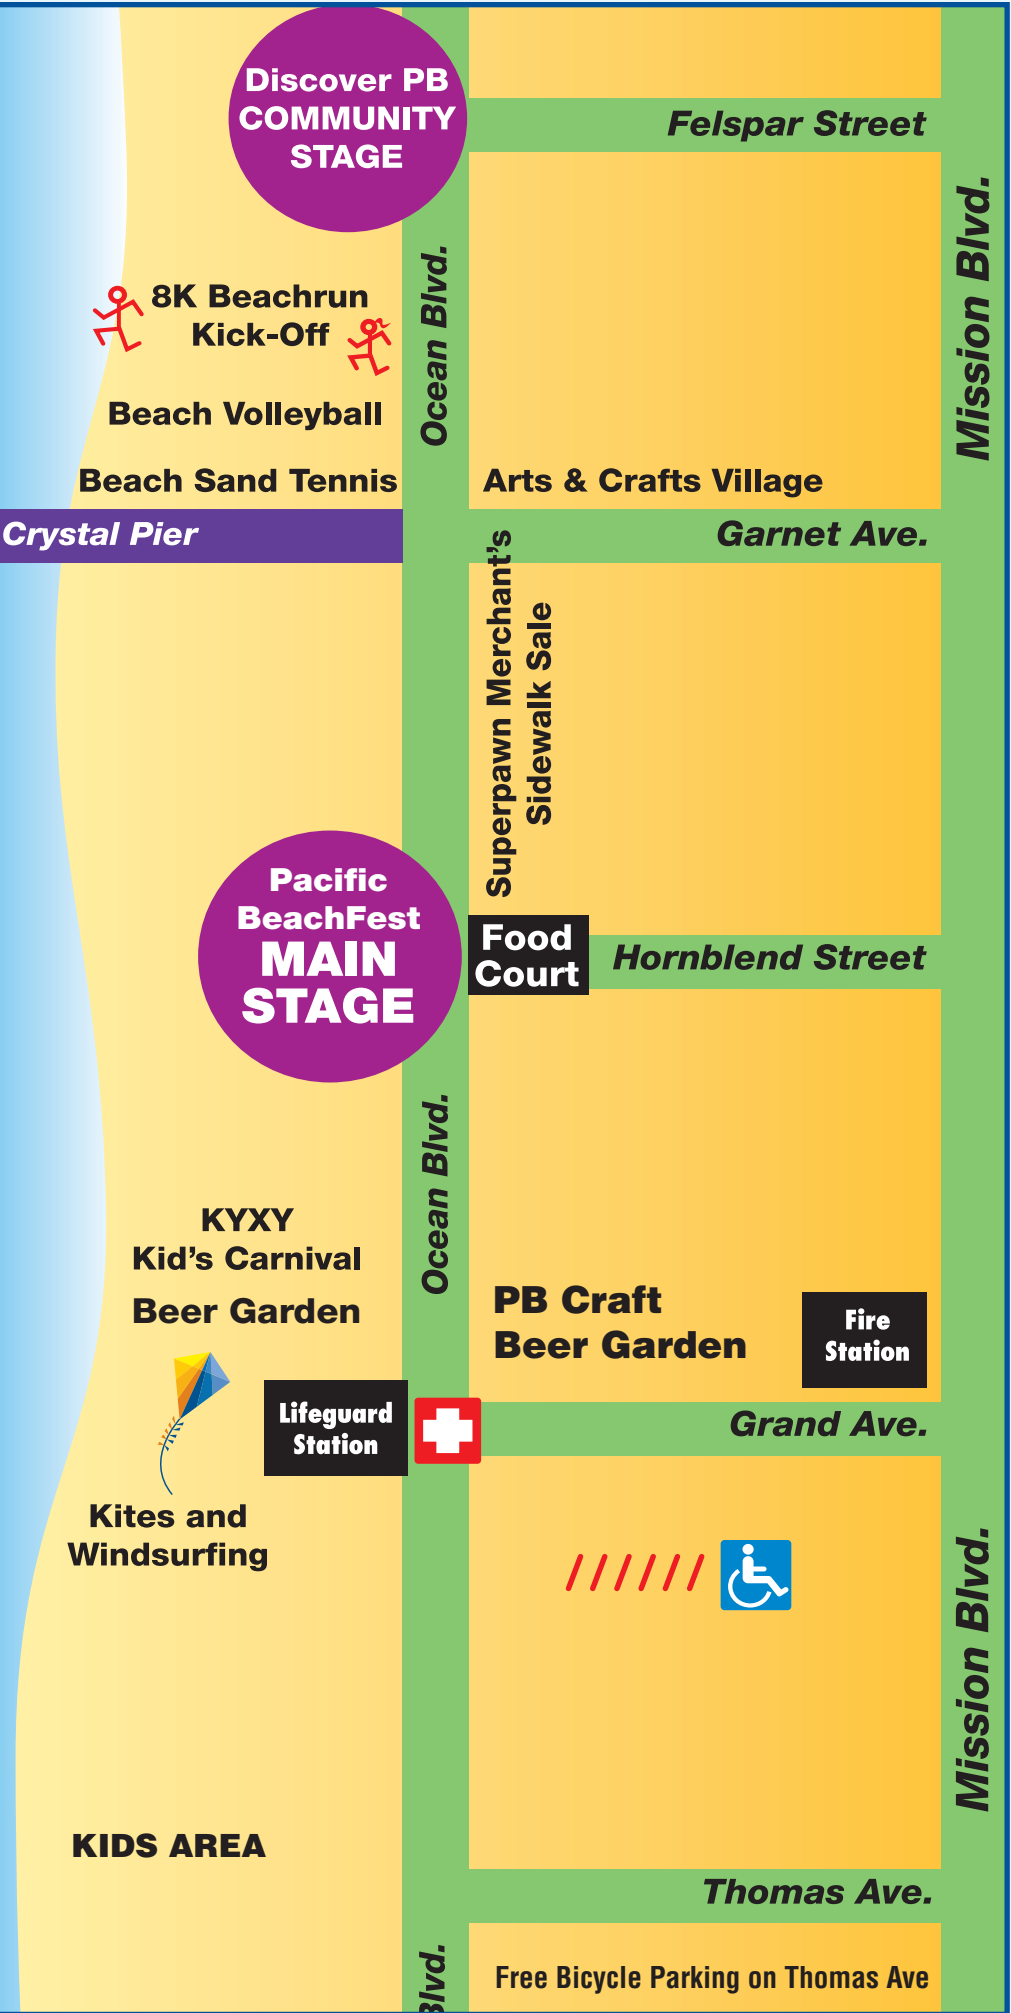 Discover PB
COMMUNITY
STAGE
Felspar Street
Mission Blvd.
Ocean Blvd.
8K Beachrun
Kick-Off
Beach Volleyball
Beach Sand Tennis
Arts & Crafts Village
Crystal Pier
Garnet Ave.
Superpawn Merchant's
Sidewalk Sale
Pacific
BeachFest
MAIN
STAGE
Food
Court
Hornblend Street
Ocean Blvd.
KYXY
Kid's Carnival
Beer Garden
PB Craft
Beer Garden
Fire
Station
Lifeguard
Station
Grand Ave.
Kites and
Windsurfing
Mission Blvd.
KIDS AREA
Thomas Ave.
Blvd.
Free Bicycle Parking on Thomas Ave